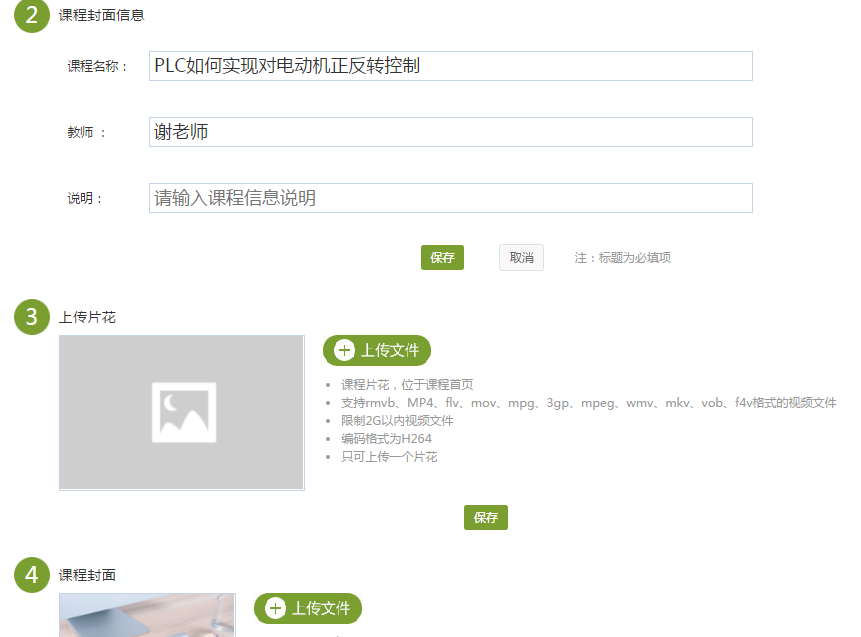 2 课程封面信息
课程名称： PLC如何实现对电动机正反转控制
教师 ： 谢老师
说明： 请输入课程信息说明
保存 取消 注：标题为必填项
3 上传片花
上传文件
课程片花，位于课程首页
支持rmvb、MP4、flv、mov、mpg、3gp、mpeg、wmv、mkv、vob、f4v格式的视频文件
限制2G以内视频文件
编码格式为H264
只可上传一个片花
保存
4 课程封面
上传文件